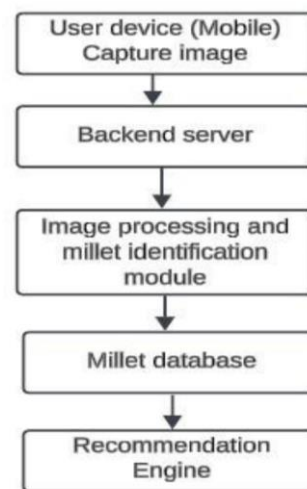 User device (Mobile)
Capture image
Backend server
Image processing and
millet identification
module
Millet database
Recommendation
Engine